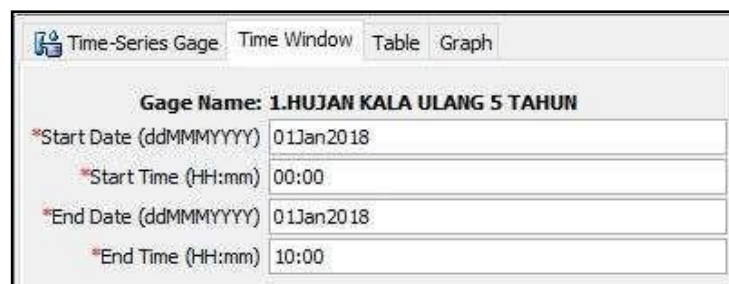 Time-Series Gage Time Window Table Graph
Gage Name: 1.HUJAN KALA ULANG 5 TAHUN
*Start Date (ddMMMYYYY) 01Jan2018
*Start Time (HH:mm) 00:00
*End Date (ddMMMYYYY) 01Jan2018
*End Time (HH:mm) 10:00